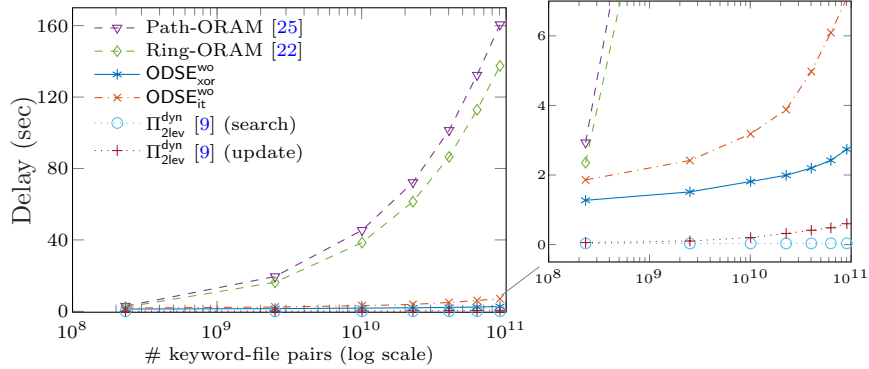 160
120
80
40
0
Delay (sec)
Path-ORAM [25]
Ring-ORAM [22]
ODSE^wo_xor
ODSE^wo_it
Π^dyn_2lev [9] (search)
Π^dyn_2lev [9] (update)
10^8
10^9
10^10
10^11
# keyword-file pairs (log scale)
6
4
2
0
10^8
10^9
10^10
10^11